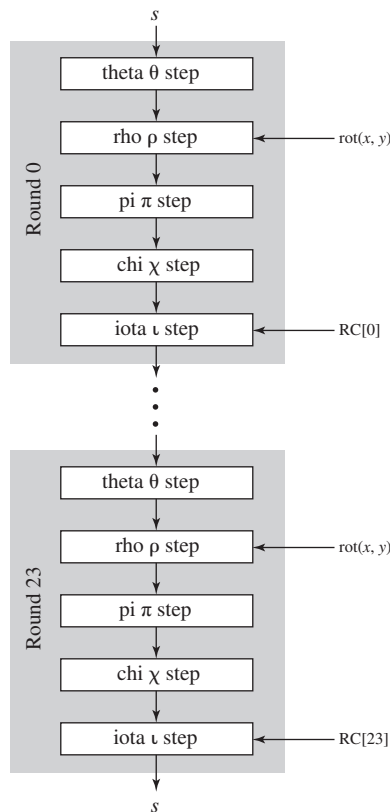 s
theta θ step
rho ρ step
rot(x, y)
pi π step
chi χ step
iota ι step
RC[0]
Round 0
theta θ step
rho ρ step
rot(x, y)
pi π step
chi χ step
iota ι step
RC[23]
Round 23
s